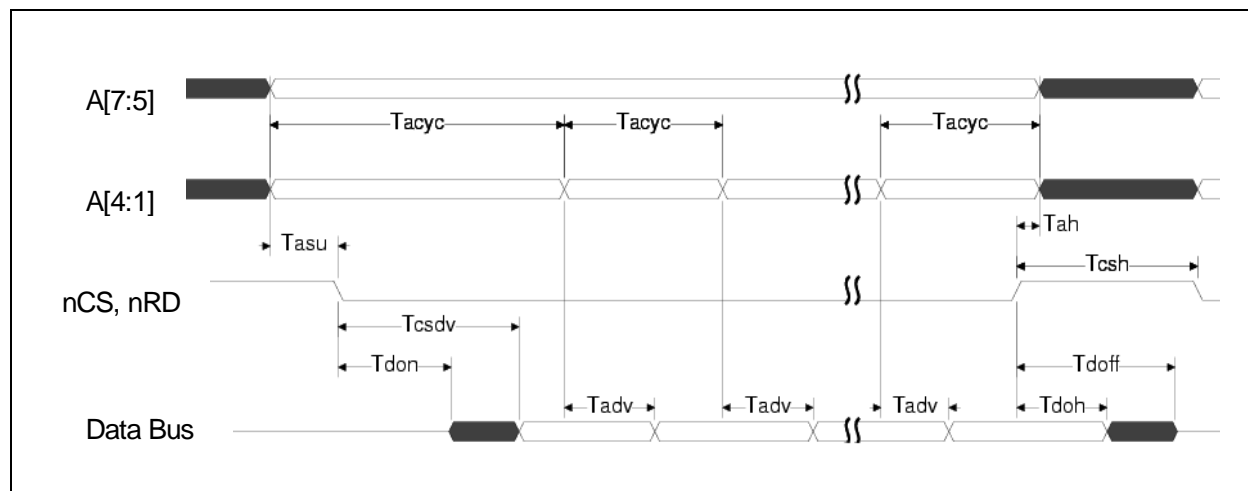 A[7:5]
Tacyc Tacyc Tacyc
A[4:1]
Tasu Tah
Tcsh
nCS, nRD
Tcsdv
Tdon Tdoff
Tadv Tadv Tadv Tdoh
Data Bus